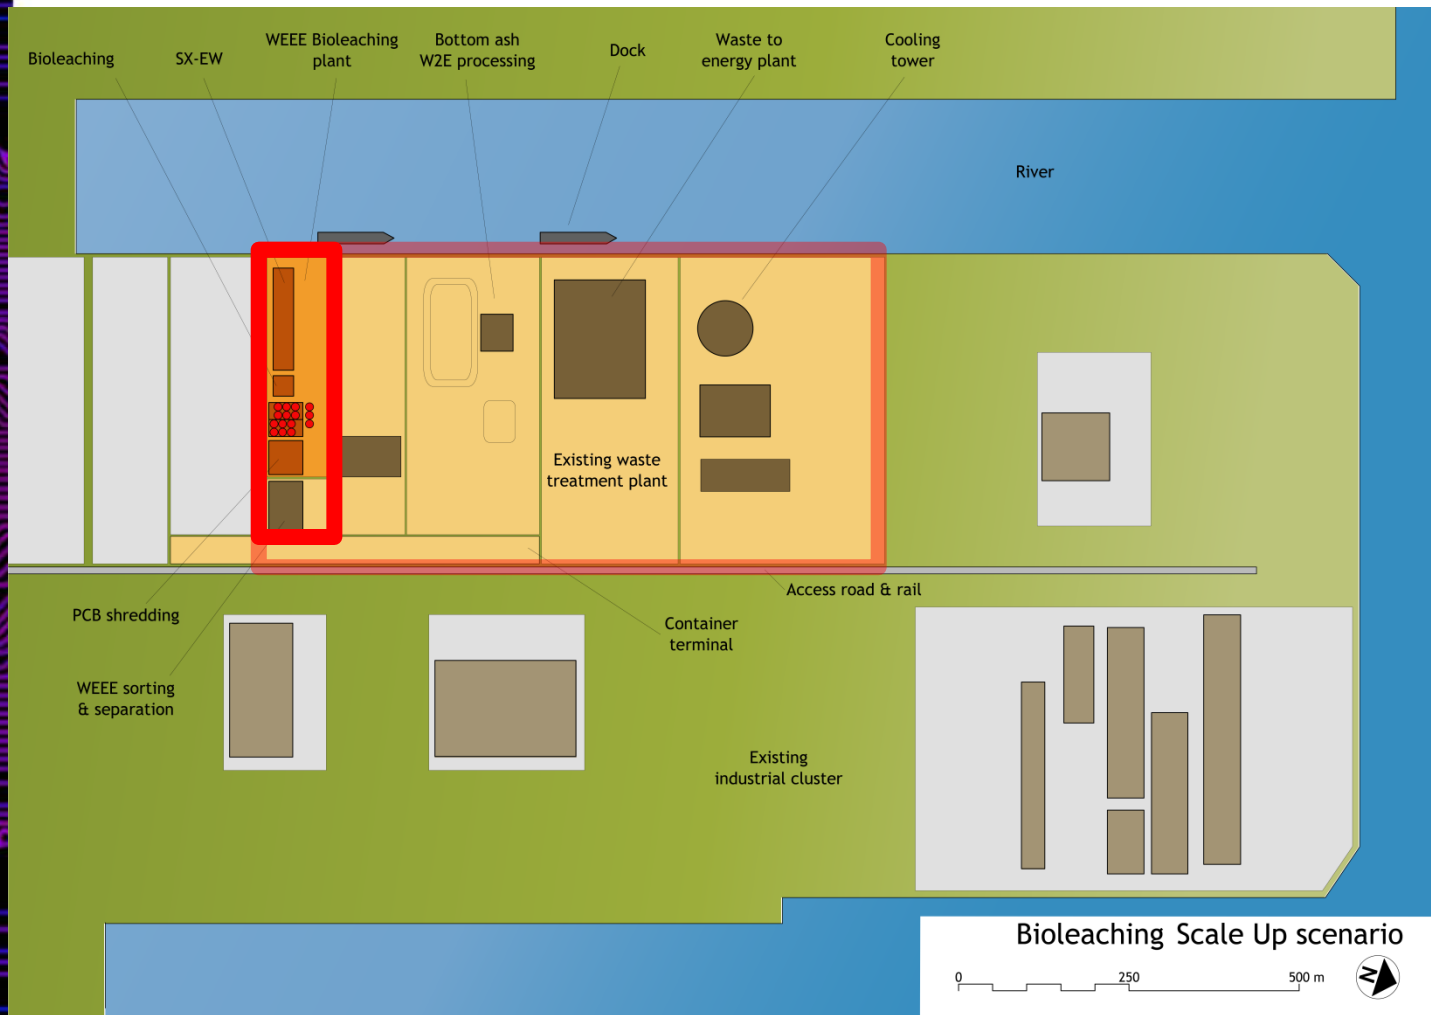 Bioleaching
SX-EW
WEEE Bioleaching
plant
Bottom ash
W2E processing
Dock
Waste to
energy plant
Cooling
tower
River
Existing waste
treatment plant
Access road & rail
PCB shredding
Container
terminal
WEEE sorting
& separation
Existing
industrial cluster
Bioleaching Scale Up scenario
0 250 500 m
N